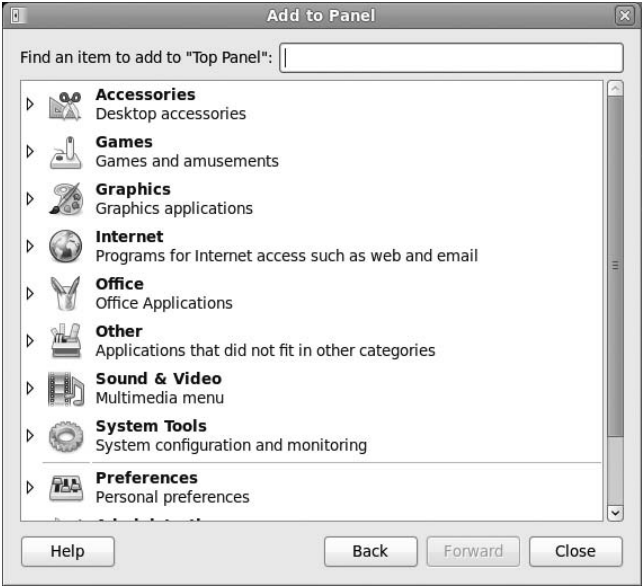 Add to Panel
Find an item to add to "Top Panel":
Accessories
Desktop accessories
Games
Games and amusements
Graphics
Graphics applications
Internet
Programs for Internet access such as web and email
Office
Office Applications
Other
Applications that did not fit in other categories
Sound & Video
Multimedia menu
System Tools
System configuration and monitoring
Preferences
Personal preferences
Help
Back
Forward
Close